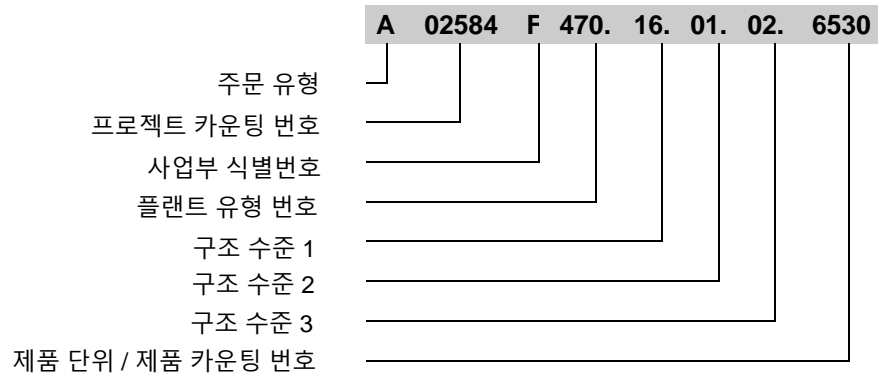 A 02584 F 470. 16. 01. 02. 6530
주문 유형
프로젝트 카운팅 번호
사업부 식별번호
플랜트 유형 번호
구조 수준 1
구조 수준 2
구조 수준 3
제품 단위 / 제품 카운팅 번호